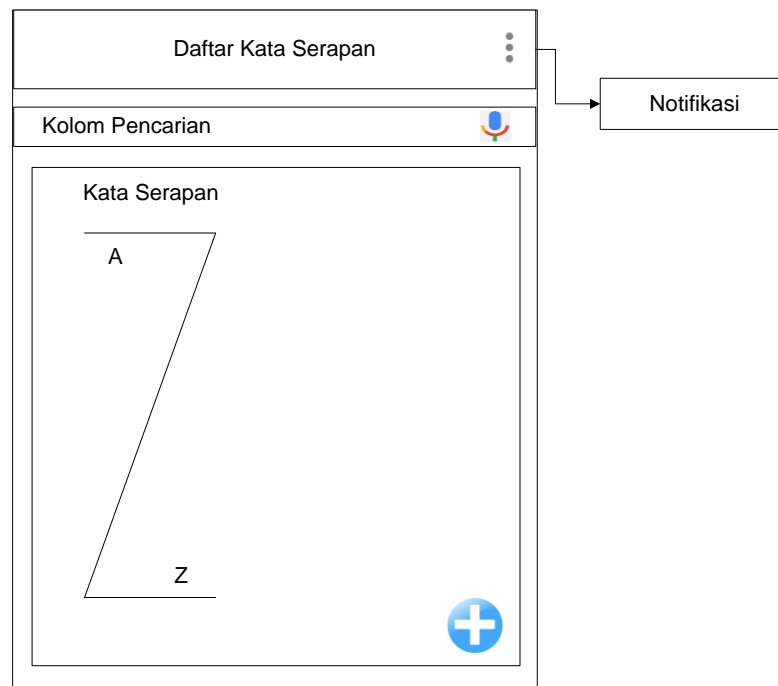 Daftar Kata Serapan
Notifikasi
Kolom Pencarian
Kata Serapan
A
Z